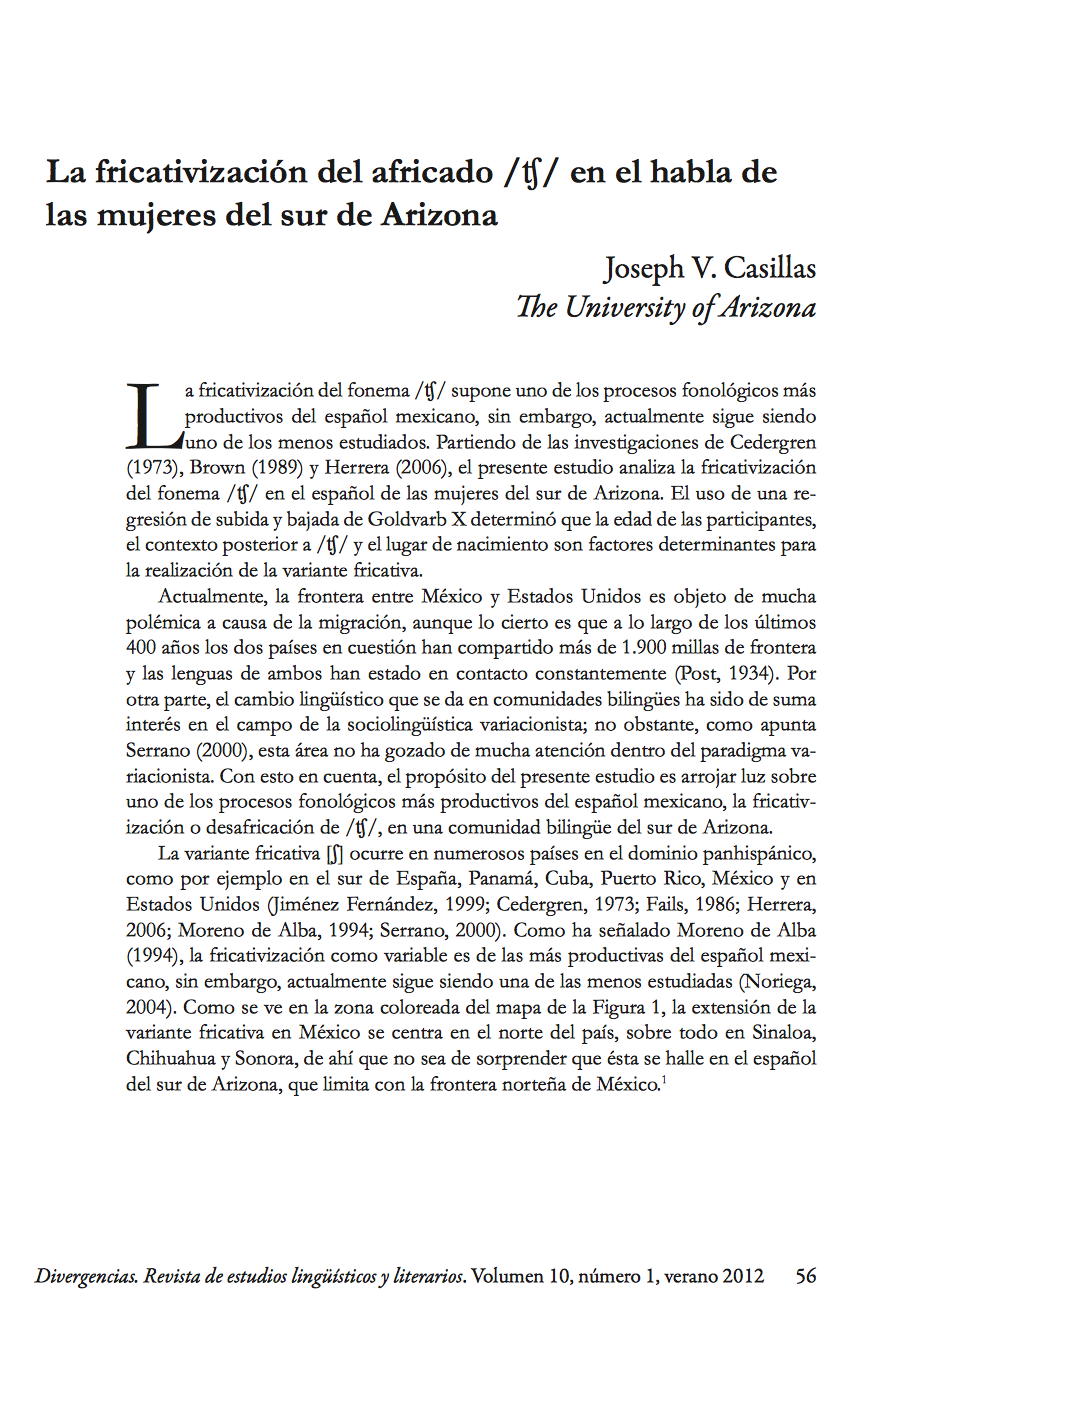 La fricativización del africado /ʧ/ en el habla de
las mujeres del sur de Arizona
Joseph V. Casillas
The University of Arizona
La fricativización del fonema /ʧ/ supone uno de los procesos fonológicos más
productivos del español mexicano, sin embargo, actualmente sigue siendo
uno de los menos estudiados. Partiendo de las investigaciones de Cedergren
(1973), Brown (1989) y Herrera (2006), el presente estudio analiza la fricativización
del fonema /ʧ/ en el español de las mujeres del sur de Arizona. El uso de una re-
gresión de subida y bajada de Goldvarb X determinó que la edad de las participantes,
el contexto posterior a /ʧ/ y el lugar de nacimiento son factores determinantes para
la realización de la variante fricativa.
Actualmente, la frontera entre México y Estados Unidos es objeto de mucha
polémica a causa de la migración, aunque lo cierto es que a lo largo de los últimos
400 años los dos países en cuestión han compartido más de 1.900 millas de frontera
y las lenguas de ambos han estado en contacto constantemente (Post, 1934). Por
otra parte, el cambio lingüístico que se da en comunidades bilingües ha sido de suma
interés en el campo de la sociolingüística variacionista; no obstante, como apunta
Serrano (2000), esta área no ha gozado de mucha atención dentro del paradigma va-
riacionista. Con esto en cuenta, el propósito del presente estudio es arrojar luz sobre
uno de los procesos fonológicos más productivos del español mexicano, la fricativ-
ización o desafricación de /ʧ/, en una comunidad bilingüe del sur de Arizona.
La variante fricativa [ʃ] ocurre en numerosos países en el dominio panhispánico,
como por ejemplo en el sur de España, Panamá, Cuba, Puerto Rico, México y en
Estados Unidos (Jiménez Fernández, 1999; Cedergren, 1973; Fails, 1986; Herrera,
2006; Moreno de Alba, 1994; Serrano, 2000). Como ha señalado Moreno de Alba
(1994), la fricativización como variable es de las más productivas del español mexi-
cano, sin embargo, actualmente sigue siendo una de las menos estudiadas (Noriega,
2004). Como se ve en la zona coloreada del mapa de la Figura 1, la extensión de la
variante fricativa en México se centra en el norte del país, sobre todo en Sinaloa,
Chihuahua y Sonora, de ahí que no sea de sorprender que ésta se halle en el español
del sur de Arizona, que limita con la frontera norteña de México.¹
Divergencias. Revista de estudios lingüísticos y literarios. Volumen 10, número 1, verano 2012 56